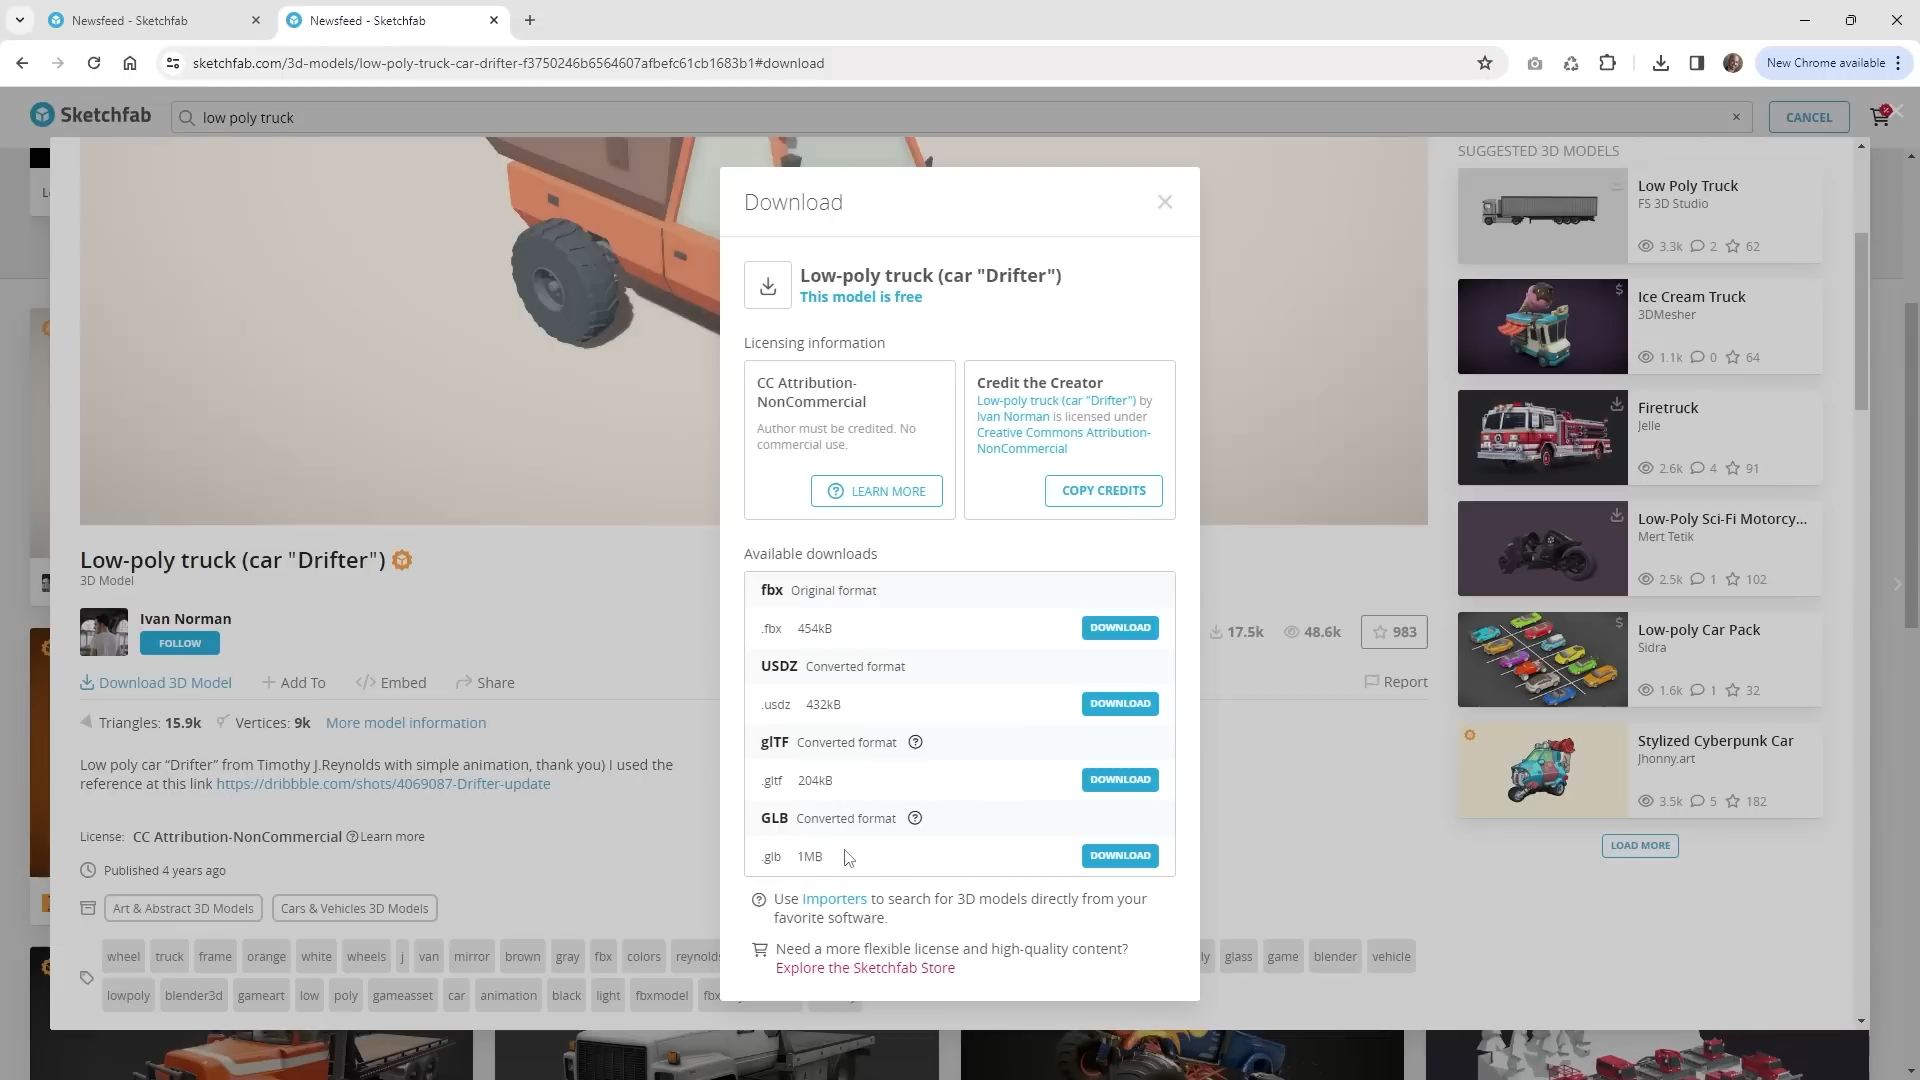 Newsfeed - Sketchfab
Newsfeed - Sketchfab
sketchfab.com/3d-models/low-poly-truck-car-drifter-f3750246b6564607afbefc61cb1683b1#download
New Chrome available
Sketchfab
low poly truck
CANCEL
SUGGESTED 3D MODELS
Low Poly Truck
FS 3D Studio
3.3k 2 62
$
Ice Cream Truck
3DMesher
1.1k 0 64
Firetruck
Jelle
2.6k 4 91
Low-Poly Sci-Fi Motorcy...
Mert Tetik
2.5k 1 102
$
Low-poly Car Pack
Sidra
1.6k 1 32
Stylized Cyberpunk Car
Jhonny.art
3.5k 5 182
LOAD MORE
Download
Low-poly truck (car "Drifter")
This model is free
Licensing information
CC Attribution-
NonCommercial
Author must be credited. No
commercial use.
LEARN MORE
Credit the Creator
Low-poly truck (car "Drifter") by
Ivan Norman is licensed under
Creative Commons Attribution-
NonCommercial
COPY CREDITS
Available downloads
fbx Original format
.fbx 454kB DOWNLOAD
USDZ Converted format
.usdz 432kB DOWNLOAD
glTF Converted format
.gltf 204kB DOWNLOAD
GLB Converted format
.glb 1MB DOWNLOAD
Use Importers to search for 3D models directly from your
favorite software.
Need a more flexible license and high-quality content?
Explore the Sketchfab Store
Low-poly truck (car "Drifter")
3D Model
Ivan Norman
FOLLOW
17.5k 48.6k 983
Download 3D Model Add To Embed Share Report
Triangles: 15.9k Vertices: 9k More model information
Low poly car “Drifter” from Timothy J.Reynolds with simple animation, thank you) I used the
reference at this link https://dribbble.com/shots/4069087-Drifter-update
License: CC Attribution-NonCommercial Learn more
Published 4 years ago
Art & Abstract 3D Models Cars & Vehicles 3D Models
wheel truck frame orange white wheels j van mirror brown gray fbx colors reynolds glass game blender vehicle
lowpoly blender3d gameart low poly gameasset car animation black light fbxmodel